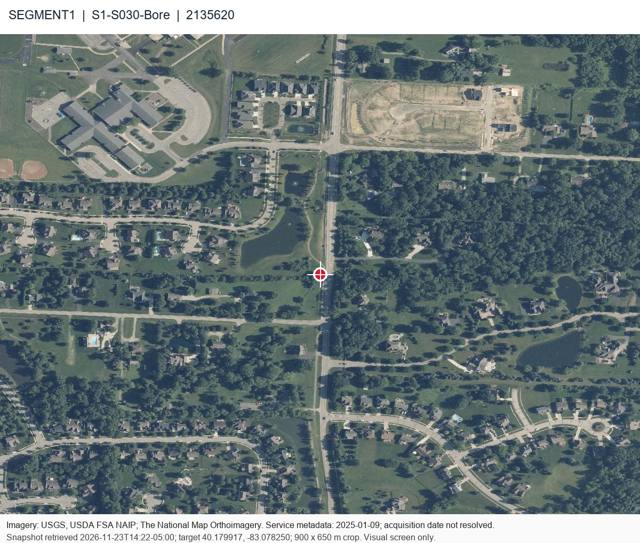 SEGMENT1 | S1-S030-Bore | 2135620
Imagery: USGS, USDA FSA NAIP; The National Map Orthoimagery. Service metadata: 2025-01-09; acquisition date not resolved.
Snapshot retrieved 2026-11-23T14:22-05:00; target 40.179917, -83.078250; 900 x 650 m crop. Visual screen only.